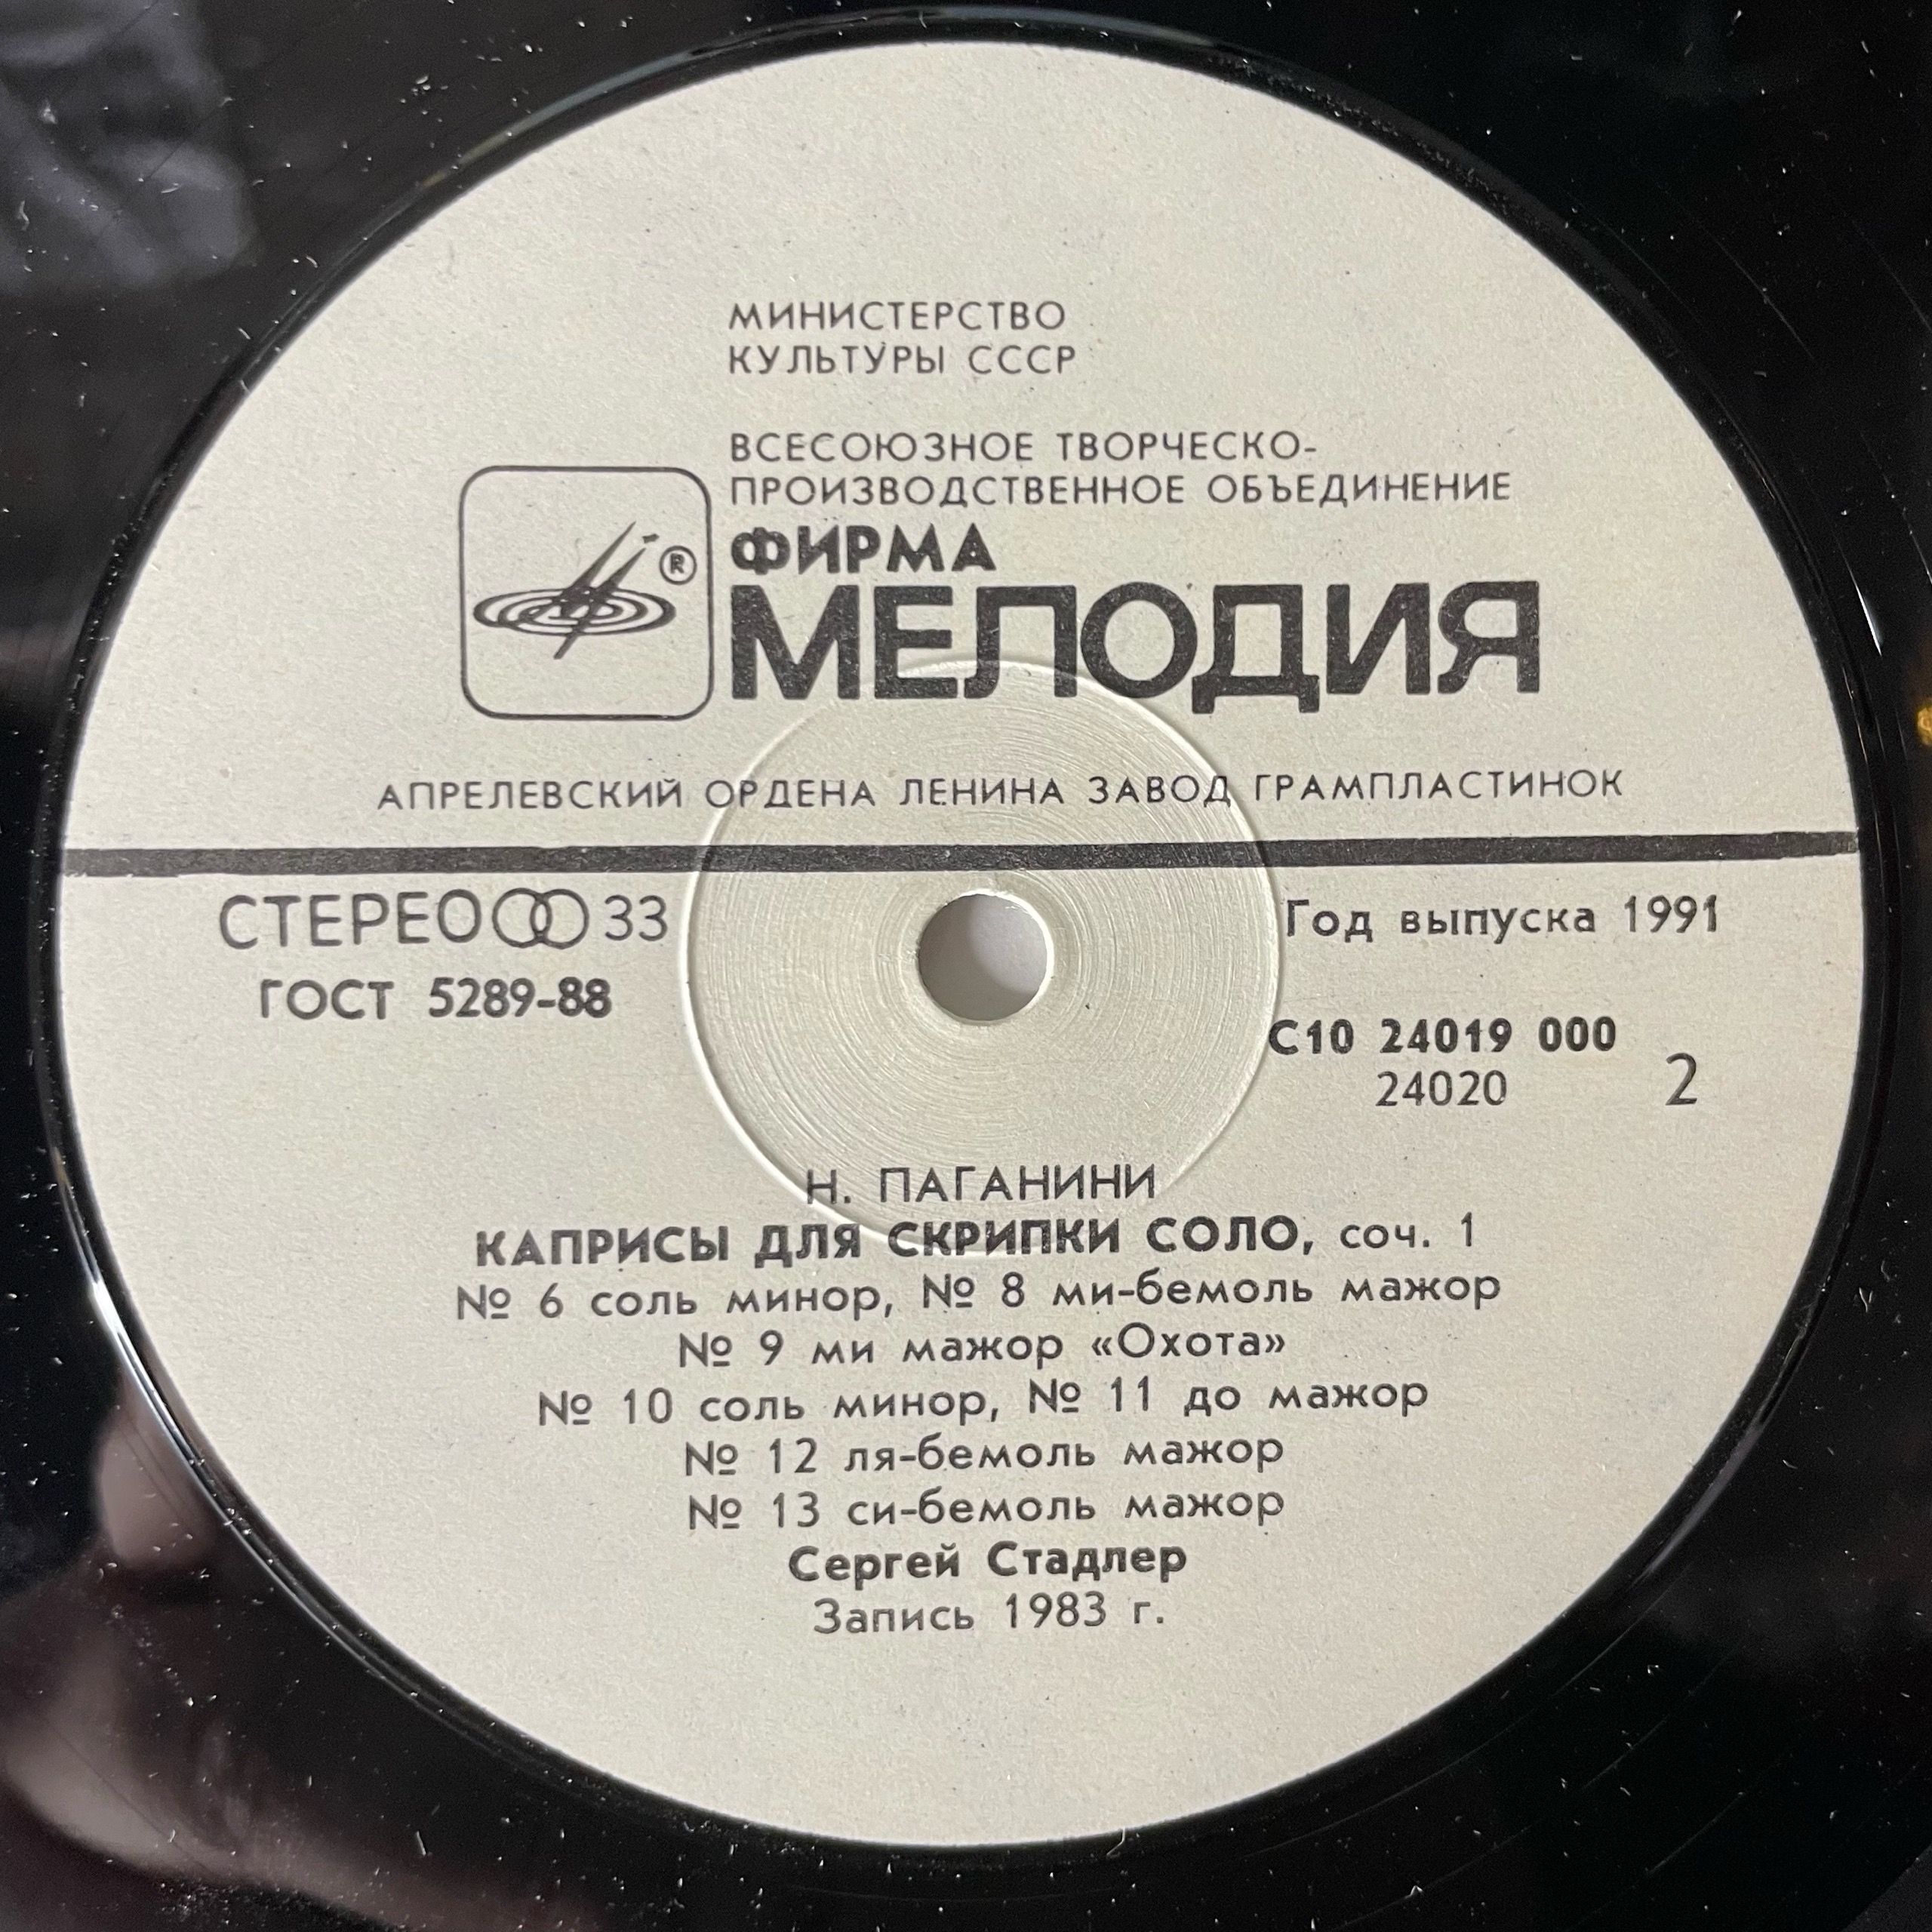 МИНИСТЕРСТВО
КУЛЬТУРЫ СССР
ВСЕСОЮЗНОЕ ТВОРЧЕСКО-
ПРОИЗВОДСТВЕННОЕ ОБЪЕДИНЕНИЕ
®
ФИРМА
МЕЛОДИЯ
АПРЕЛЕВСКИЙ ОРДЕНА ЛЕНИНА ЗАВОД ГРАМПЛАСТИНОК
СТЕРЕО 33
ГОСТ 5289-88
Год выпуска 1991
С10 24019 000
24020
2
Н. ПАГАНИНИ
КАПРИСЫ ДЛЯ СКРИПКИ СОЛО, соч. 1
№ 6 соль минор, № 8 ми-бемоль мажор
№ 9 ми мажор «Охота»
№ 10 соль минор, № 11 до мажор
№ 12 ля-бемоль мажор
№ 13 си-бемоль мажор
Сергей Стадлер
Запись 1983 г.